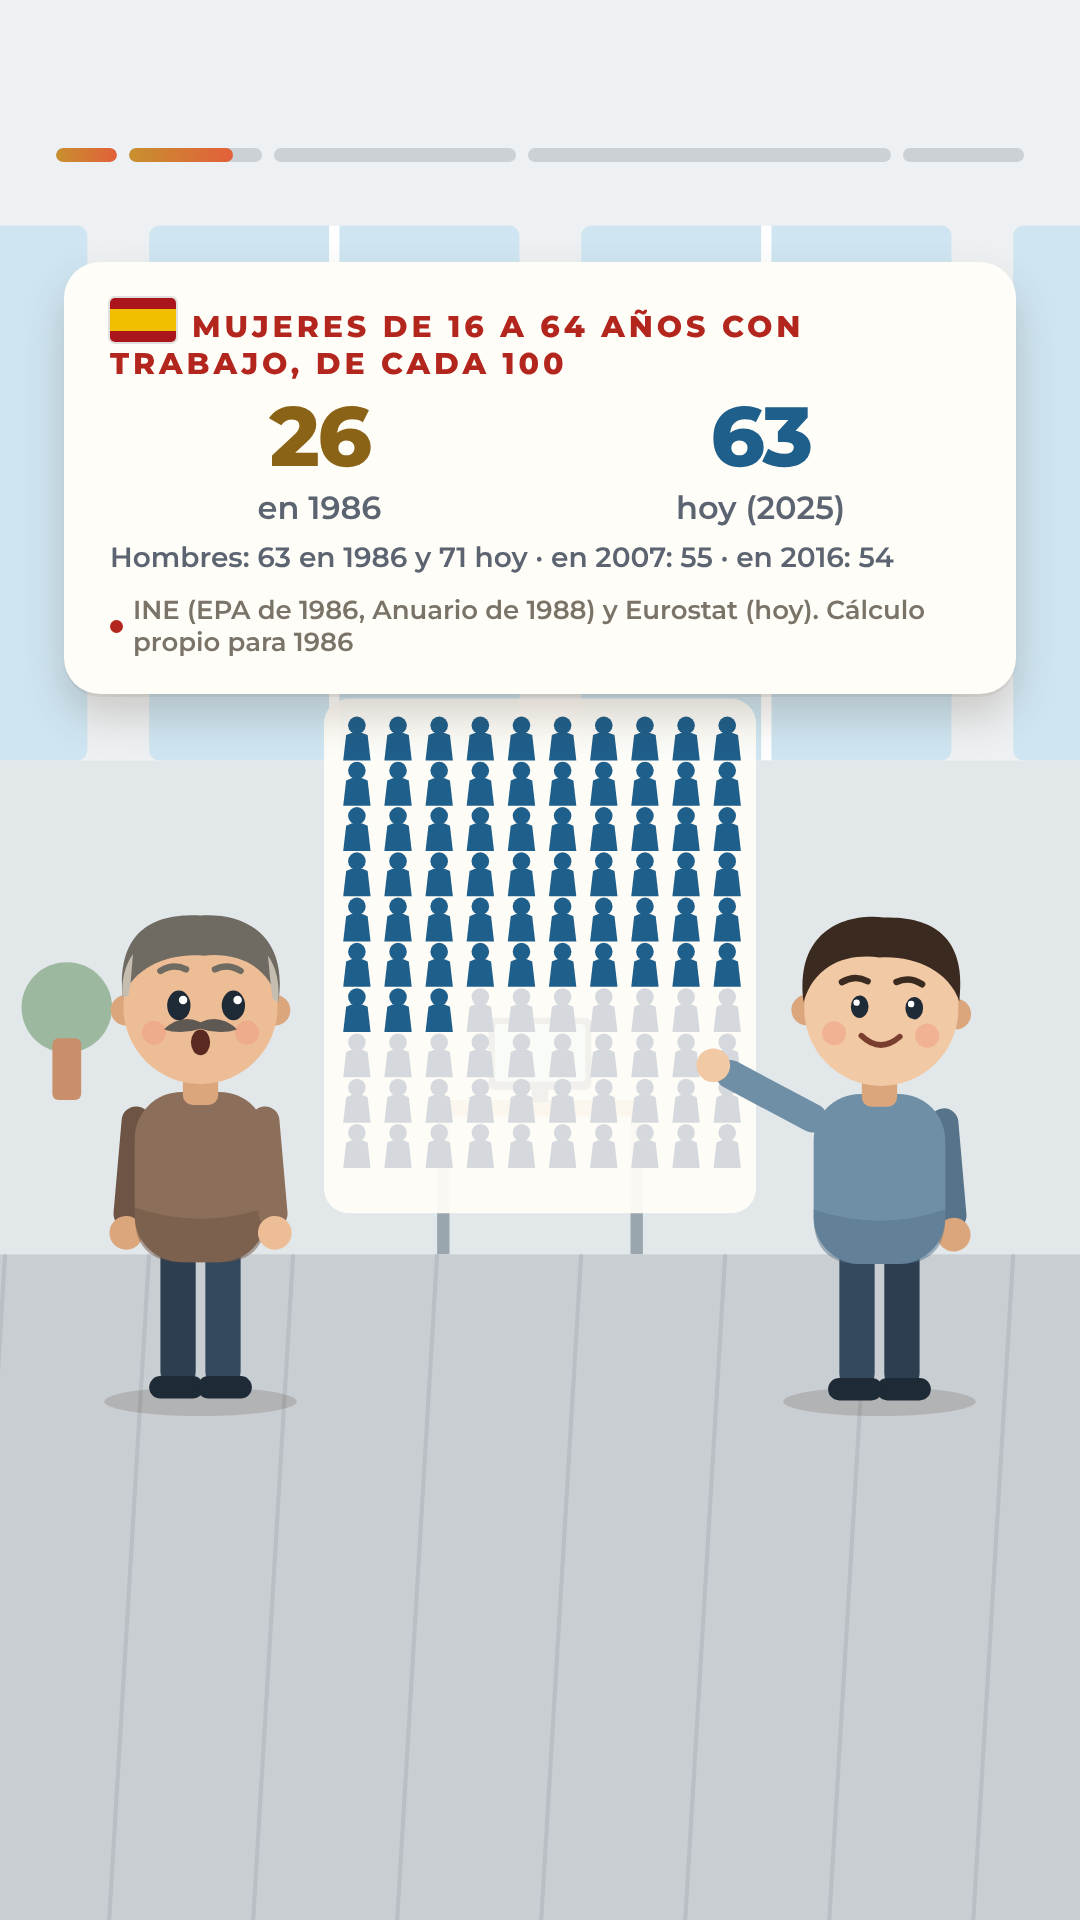 MUJERES DE 16 A 64 AÑOS CON
TRABAJO, DE CADA 100
26
63
en 1986
hoy (2025)
Hombres: 63 en 1986 y 71 hoy · en 2007: 55 · en 2016: 54
INE (EPA de 1986, Anuario de 1988) y Eurostat (hoy). Cálculo
propio para 1986